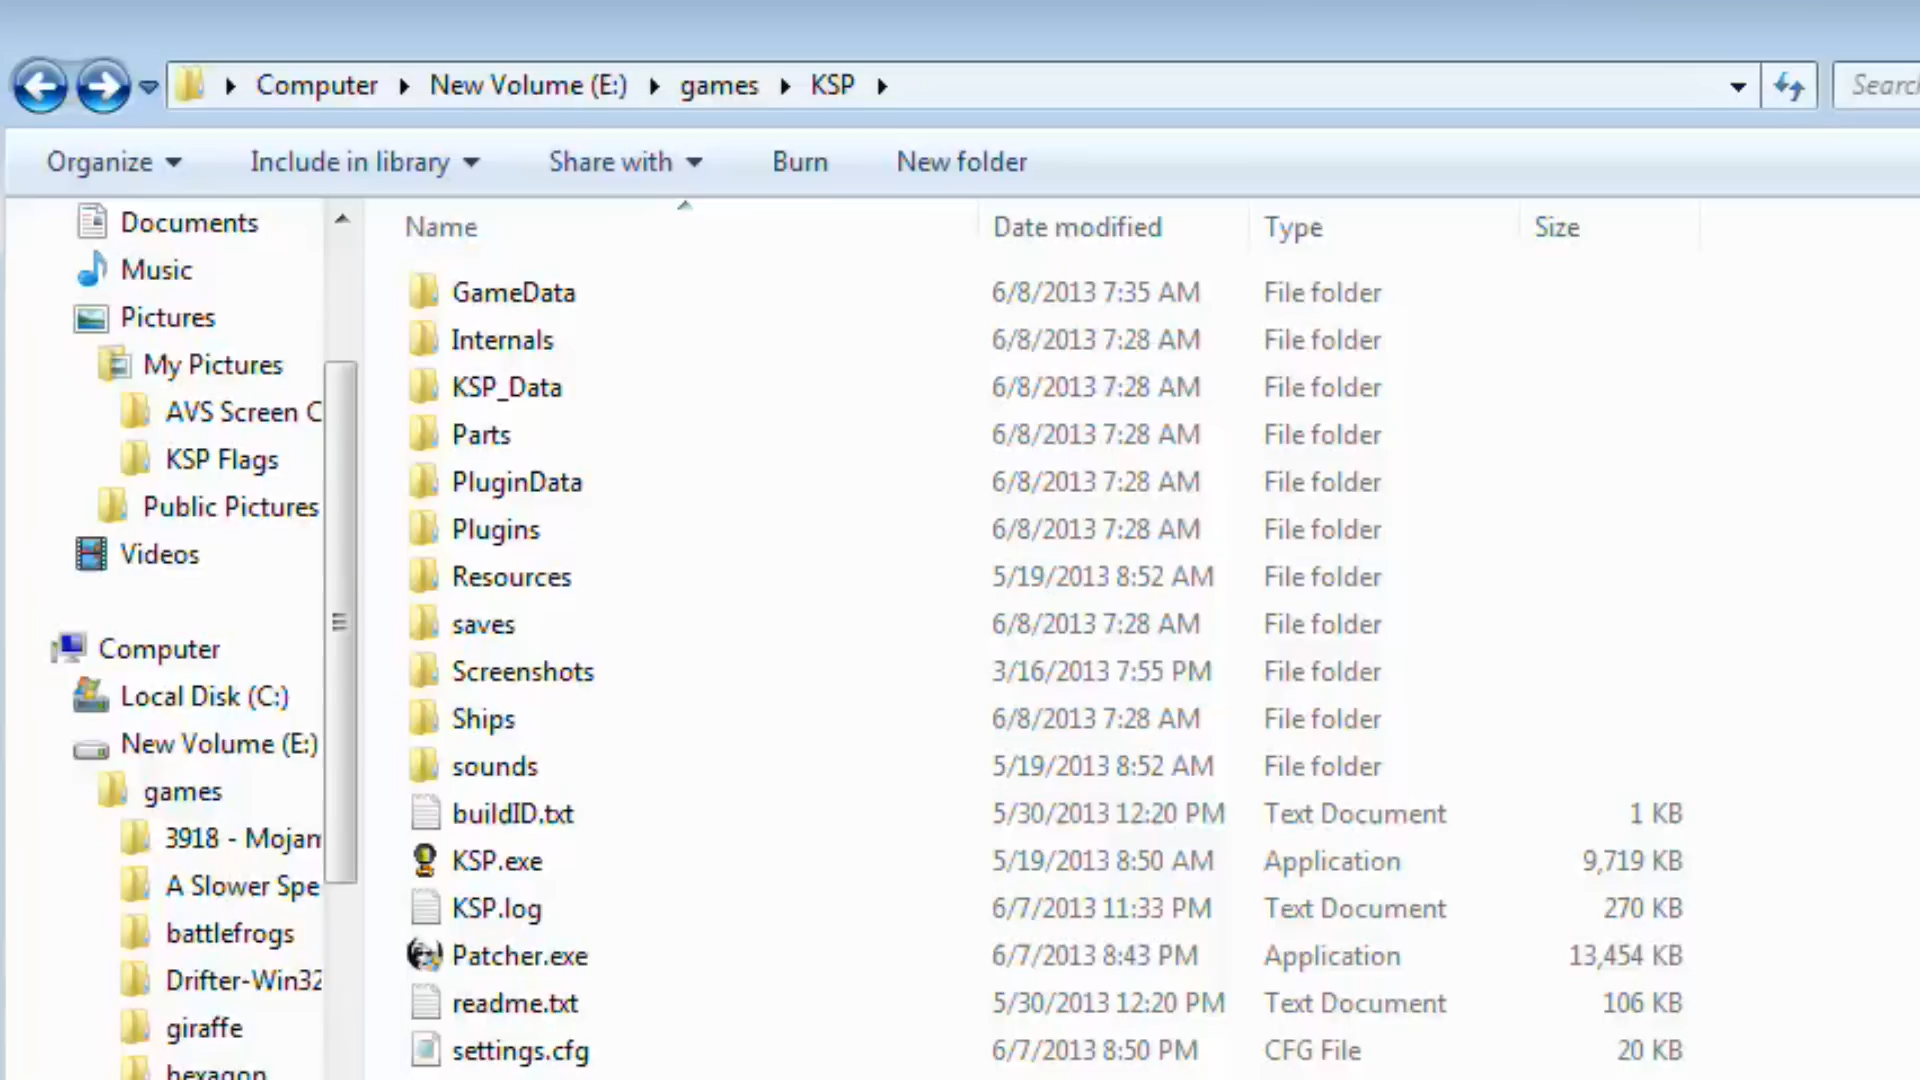 Computer New Volume (E:) games KSP
Searc
Organize Include in library Share with Burn New folder
Documents
Music
Pictures
My Pictures
AVS Screen C
KSP Flags
Public Pictures
Videos
Computer
Local Disk (C:)
New Volume (E:)
games
3918 - Mojam
A Slower Spe
battlefrogs
Drifter-Win32
giraffe
hexagon
Name Date modified Type Size
GameData 6/8/2013 7:35 AM File folder
Internals 6/8/2013 7:28 AM File folder
KSP_Data 6/8/2013 7:28 AM File folder
Parts 6/8/2013 7:28 AM File folder
PluginData 6/8/2013 7:28 AM File folder
Plugins 6/8/2013 7:28 AM File folder
Resources 5/19/2013 8:52 AM File folder
saves 6/8/2013 7:28 AM File folder
Screenshots 3/16/2013 7:55 PM File folder
Ships 6/8/2013 7:28 AM File folder
sounds 5/19/2013 8:52 AM File folder
buildID.txt 5/30/2013 12:20 PM Text Document 1 KB
KSP.exe 5/19/2013 8:50 AM Application 9,719 KB
KSP.log 6/7/2013 11:33 PM Text Document 270 KB
Patcher.exe 6/7/2013 8:43 PM Application 13,454 KB
readme.txt 5/30/2013 12:20 PM Text Document 106 KB
settings.cfg 6/7/2013 8:50 PM CFG File 20 KB